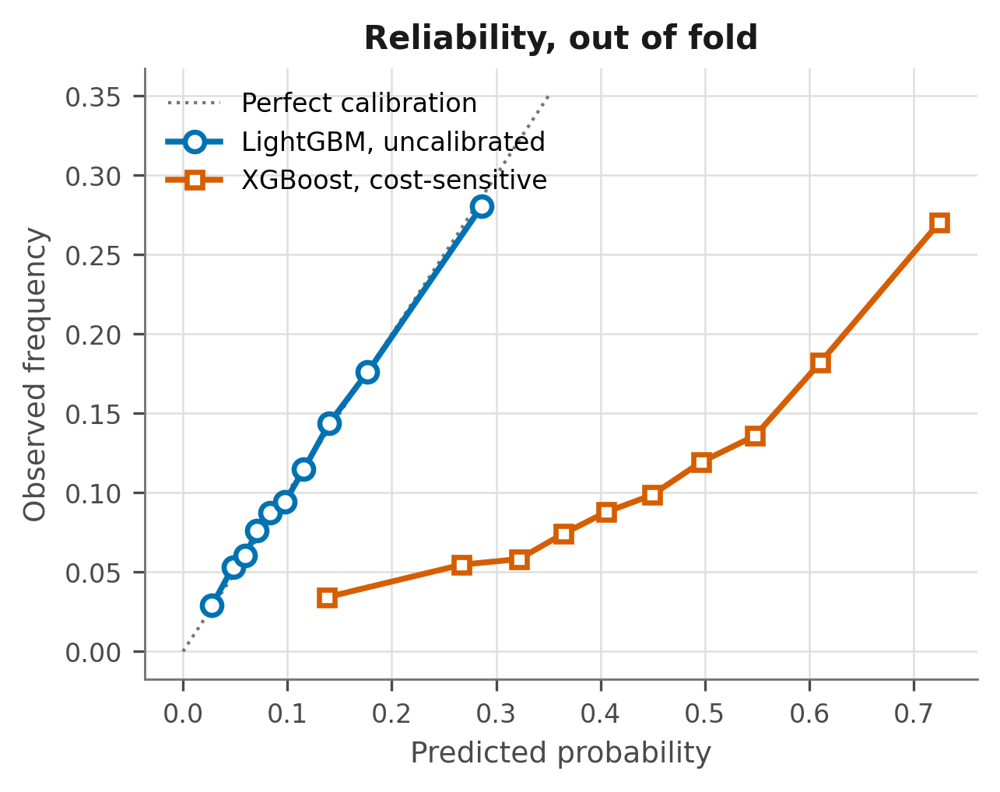 Reliability, out of fold
Perfect calibration
LightGBM, uncalibrated
XGBoost, cost-sensitive
Observed frequency
0.35
0.30
0.25
0.20
0.15
0.10
0.05
0.00
0.0 0.1 0.2 0.3 0.4 0.5 0.6 0.7
Predicted probability